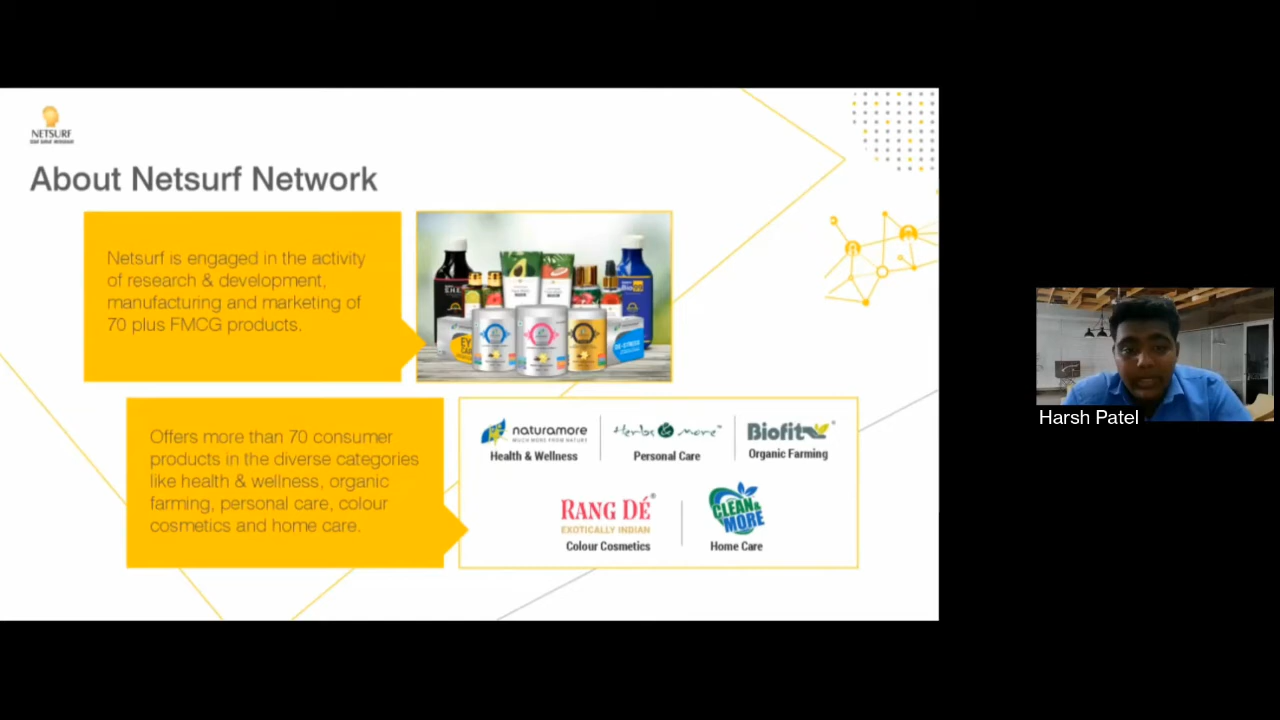 NETSURF
About Netsurf Network
Netsurf is engaged in the activity
of research & development,
manufacturing and marketing of
70 plus FMCG products.
Offers more than 70 consumer
products in the diverse categories
like health & wellness, organic
farming, personal care, colour
cosmetics and home care.
naturamore
MUCH MORE FROM NATURE
Health & Wellness
Herbs & more™
Personal Care
Biofit®
Organic Farming
RANG DÉ®
EXOTICALLY INDIAN
Colour Cosmetics
CLEAN &
MORE
Home Care
Harsh Patel